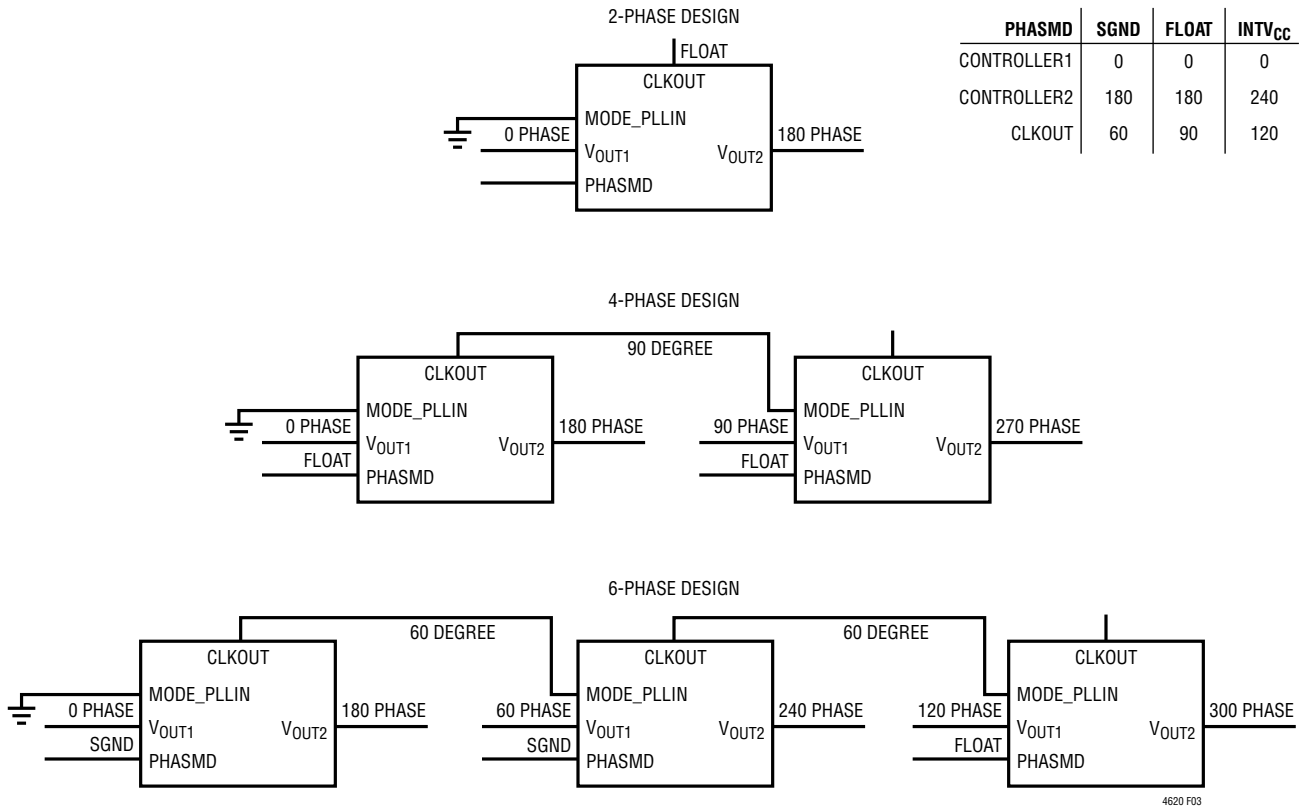 2-PHASE DESIGN
FLOAT
CLKOUT
MODE_PLLIN
0 PHASE
180 PHASE
VOUT1
VOUT2
PHASMD
PHASMD SGND FLOAT INTVCC
CONTROLLER1 0 0 0
CONTROLLER2 180 180 240
CLKOUT 60 90 120
4-PHASE DESIGN
90 DEGREE
CLKOUT
MODE_PLLIN
0 PHASE
180 PHASE
VOUT1
VOUT2
FLOAT
PHASMD
CLKOUT
MODE_PLLIN
90 PHASE
270 PHASE
VOUT1
VOUT2
FLOAT
PHASMD
6-PHASE DESIGN
60 DEGREE
60 DEGREE
CLKOUT
MODE_PLLIN
0 PHASE
180 PHASE
VOUT1
VOUT2
SGND
PHASMD
CLKOUT
MODE_PLLIN
60 PHASE
240 PHASE
VOUT1
VOUT2
SGND
PHASMD
CLKOUT
MODE_PLLIN
120 PHASE
300 PHASE
VOUT1
VOUT2
FLOAT
PHASMD
4620 F03